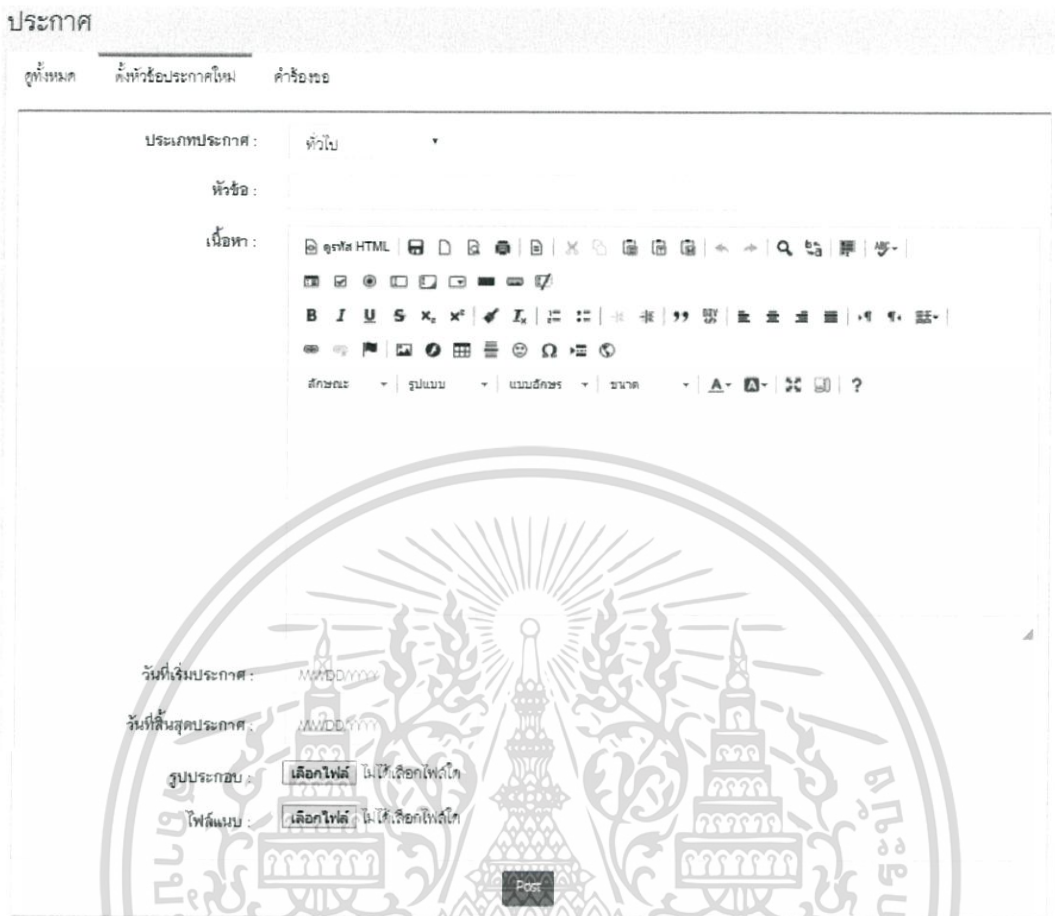 ประกาศ
ดูทั้งหมด ตั้งหัวข้อประกาศใหม่ คำร้องขอ
ประเภทประกาศ : ทั่วไป
หัวข้อ :
เนื้อหา : ดูรหัส HTML
ลักษณะ รูปแบบ แบบอักษร ขนาด A A ?
วันที่เริ่มประกาศ : MM/DD/YYYY
วันที่สิ้นสุดประกาศ : MM/DD/YYYY
รูปประกอบ : เลือกไฟล์ ไม่ได้เลือกไฟล์ใด
ไฟล์แนบ : เลือกไฟล์ ไม่ได้เลือกไฟล์ใด
Post